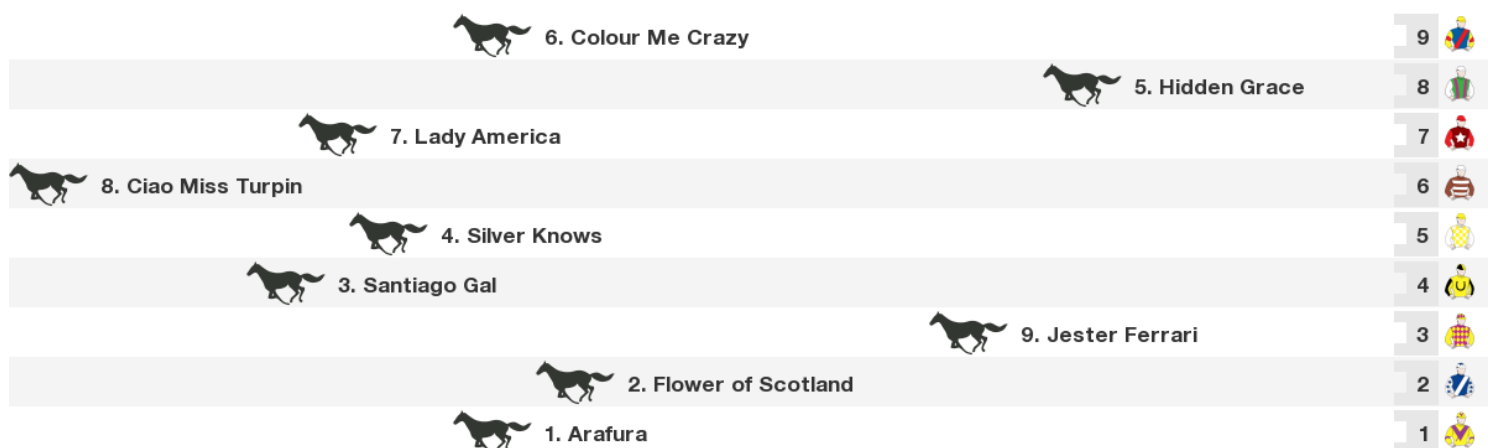 6. Colour Me Crazy 9
5. Hidden Grace 8
7. Lady America 7
8. Ciao Miss Turpin 6
4. Silver Knows 5
3. Santiago Gal 4
9. Jester Ferrari 3
2. Flower of Scotland 2
1. Arafura 1